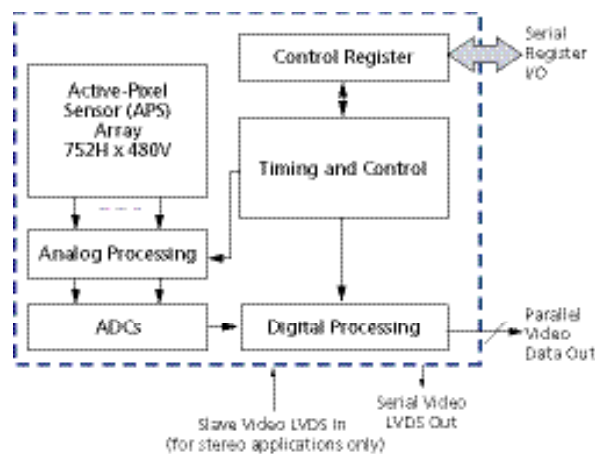 Control Register
Serial
Register
I/O
Active-Pixel
Sensor (APS)
Array
752H x 480V
Timing and Control
Analog Processing
ADCs
Digital Processing
Parallel
Video
Data Out
Slave Video LVDS In
(for stereo applications only)
Serial Video
LVDS Out